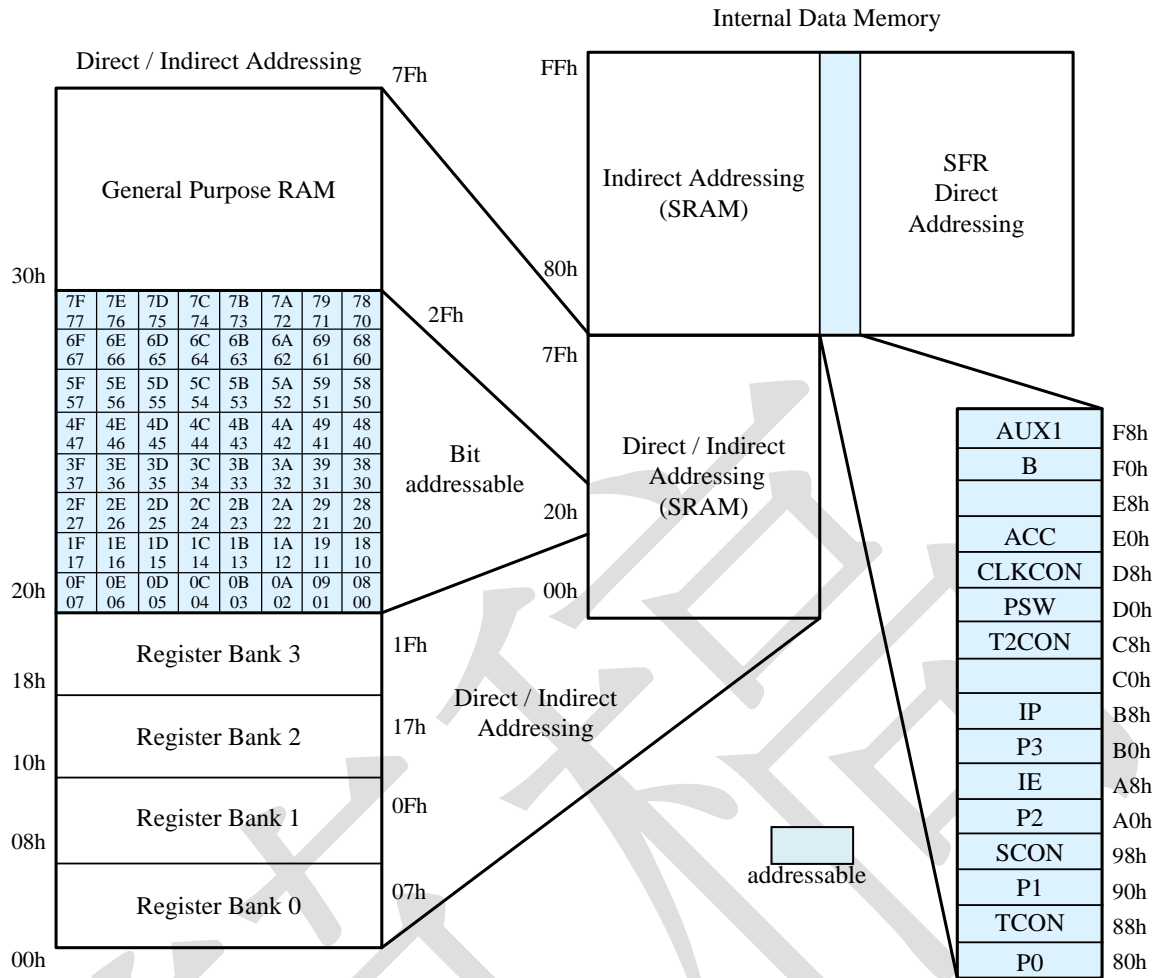 Internal Data Memory
Direct / Indirect Addressing
7Fh
General Purpose RAM
30h
7F 7E 7D 7C 7B 7A 79 78
77 76 75 74 73 72 71 70
6F 6E 6D 6C 6B 6A 69 68
67 66 65 64 63 62 61 60
5F 5E 5D 5C 5B 5A 59 58
57 56 55 54 53 52 51 50
4F 4E 4D 4C 4B 4A 49 48
47 46 45 44 43 42 41 40
3F 3E 3D 3C 3B 3A 39 38
37 36 35 34 33 32 31 30
2F 2E 2D 2C 2B 2A 29 28
27 26 25 24 23 22 21 20
1F 1E 1D 1C 1B 1A 19 18
17 16 15 14 13 12 11 10
0F 0E 0D 0C 0B 0A 09 08
07 06 05 04 03 02 01 00
20h
2Fh
Bit
addressable
Register Bank 3
1Fh
18h
Register Bank 2
17h
10h
Register Bank 1
0Fh
08h
Register Bank 0
07h
00h
Direct / Indirect
Addressing
FFh
Indirect Addressing
(SRAM)
80h
SFR
Direct
Addressing
7Fh
Direct / Indirect
Addressing
(SRAM)
20h
00h
AUX1 F8h
B F0h
E8h
ACC E0h
CLKCON D8h
PSW D0h
T2CON C8h
C0h
IP B8h
P3 B0h
IE A8h
P2 A0h
SCON 98h
P1 90h
TCON 88h
P0 80h
addressable